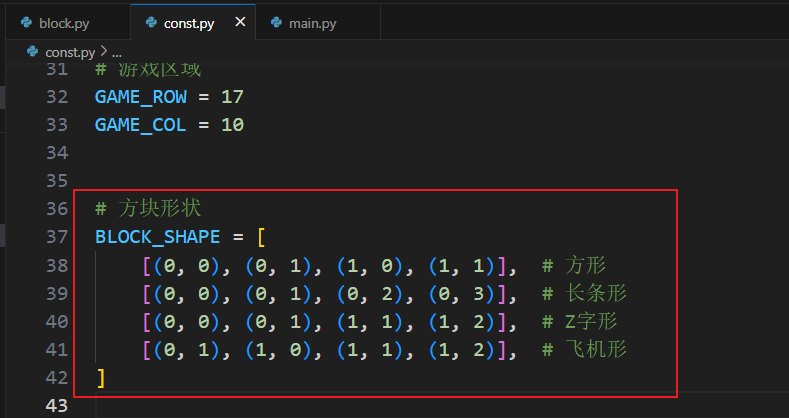 block.py const.py × main.py
const.py > ...
31 # 游戏区域
32 GAME_ROW = 17
33 GAME_COL = 10
34
35
36 # 方块形状
37 BLOCK_SHAPE = [
38 [(0, 0), (0, 1), (1, 0), (1, 1)], # 方形
39 [(0, 0), (0, 1), (0, 2), (0, 3)], # 长条形
40 [(0, 0), (0, 1), (1, 1), (1, 2)], # Z字形
41 [(0, 1), (1, 0), (1, 1), (1, 2)], # 飞机形
42 ]
43